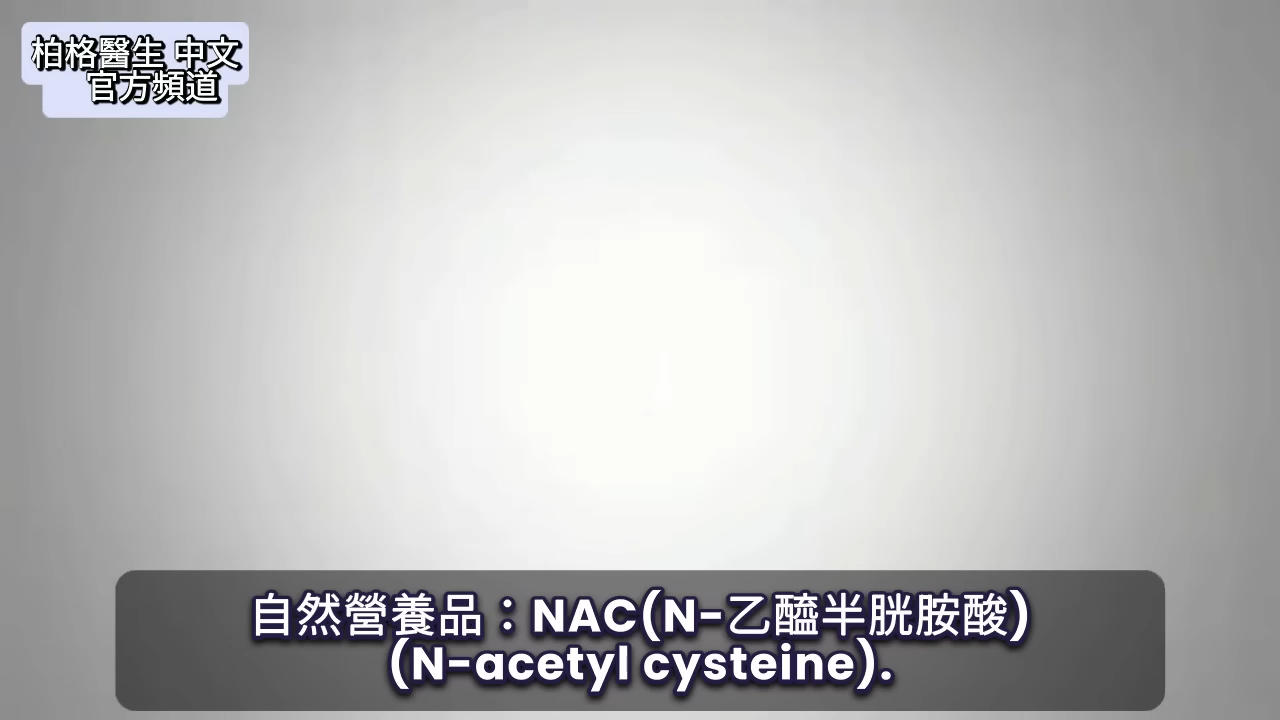 柏格醫生 中文
官方頻道
自然營養品：NAC(N-乙醯半胱胺酸)
(N-acetyl cysteine).